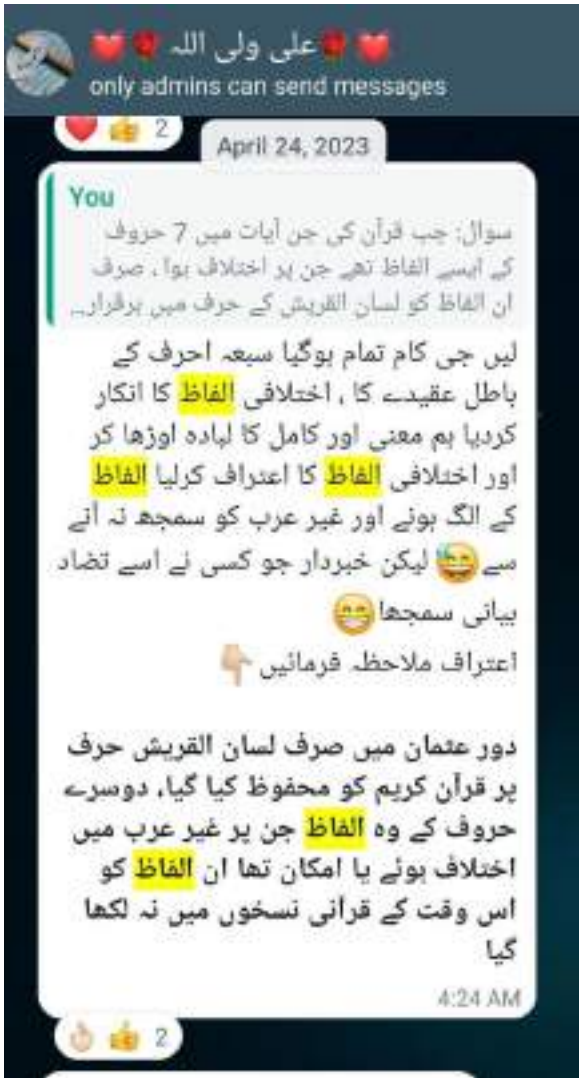 علی ولی اللہ
only admins can send messages
2
April 24, 2023
You
سوال: جب قرآن کی جن آیات میں 7 حروف
کے ایسے الفاظ تھے جن پر اختلاف ہوا ، صرف
ان الفاظ کو لسان القریش کے حرف میں برقرار...
لیں جی کام تمام ہوگیا سبعہ احرف کے
باطل عقیدے کا ، اختلافی الفاظ کا انکار
کردیا ہم معنی اور کامل کا لبادہ اوڑھا کر
اور اختلافی الفاظ کا اعتراف کرلیا الفاظ
کے الگ ہونے اور غیر عرب کو سمجھ نہ آنے
سے😅 لیکن خبردار جو کسی نے اسے تضاد
بیانی سمجھا😁
اعتراف ملاحظہ فرمائیں👇🏻
دور عثمان میں صرف لسان القریش حرف
پر قرآن کریم کو محفوظ کیا گیا، دوسرے
حروف کے وہ الفاظ جن پر غیر عرب میں
اختلاف ہوئے یا امکان تھا ان الفاظ کو
اس وقت کے قرآنی نسخوں میں نہ لکھا
گیا
4:24 AM
2